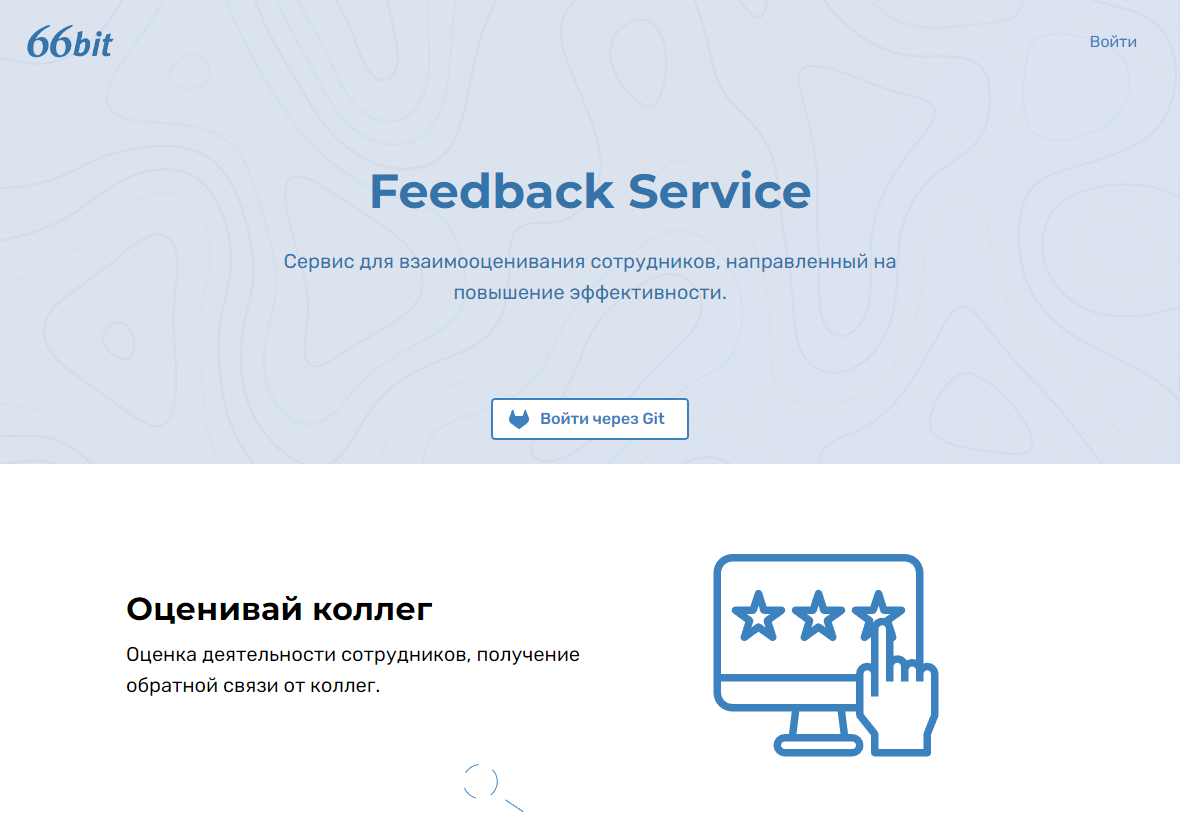 66bit
Войти
Feedback Service
Сервис для взаимооценивания сотрудников, направленный на
повышение эффективности.
Войти через Git
Оценивай коллег
Оценка деятельности сотрудников, получение
обратной связи от коллег.